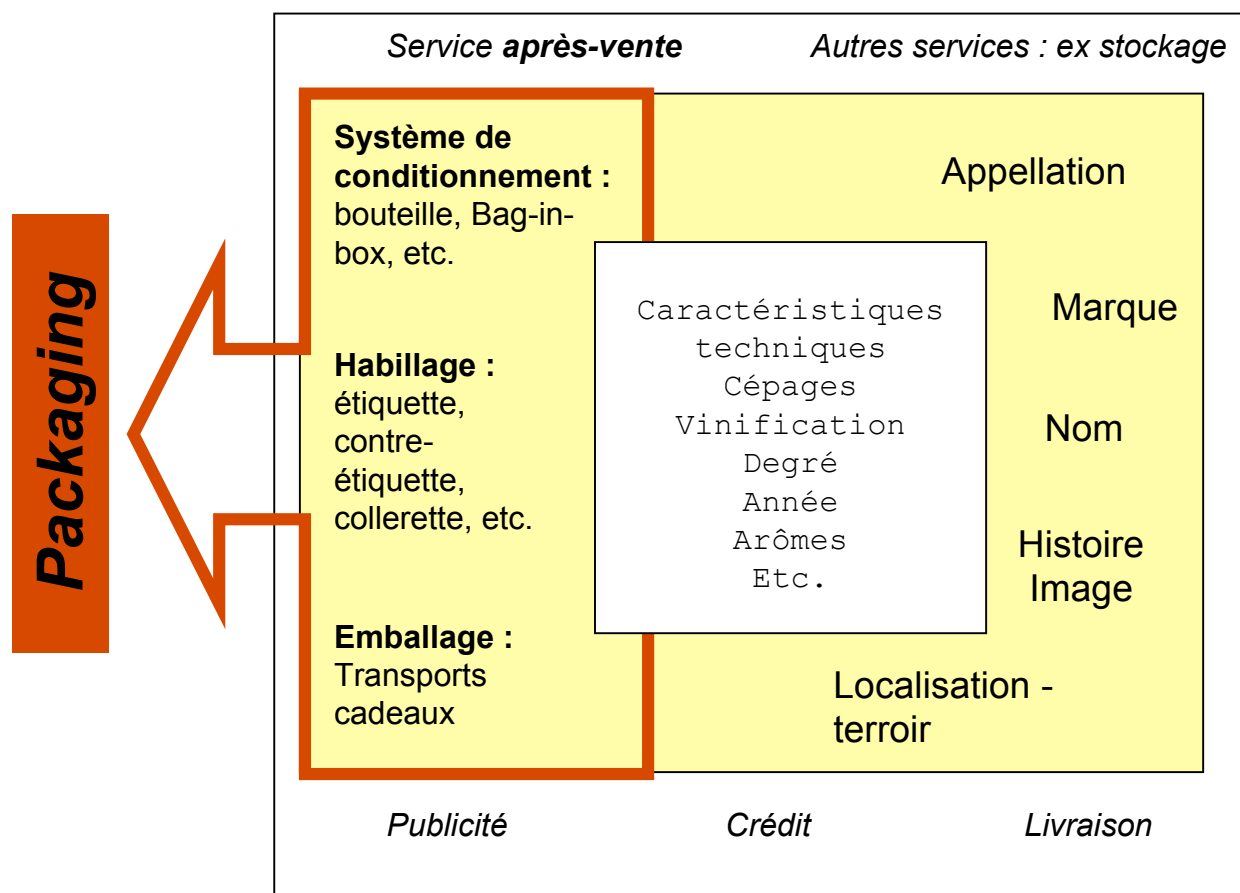 Service après-vente
Autres services : ex stockage
Packaging
Système de
conditionnement :
bouteille, Bag-in-
box, etc.
Habillage :
étiquette,
contre-
étiquette,
collerette, etc.
Emballage :
Transports
cadeaux
Caractéristiques
techniques
Cépages
Vinification
Degré
Année
Arômes
Etc.
Appellation
Marque
Nom
Histoire
Image
Localisation -
terroir
Publicité
Crédit
Livraison